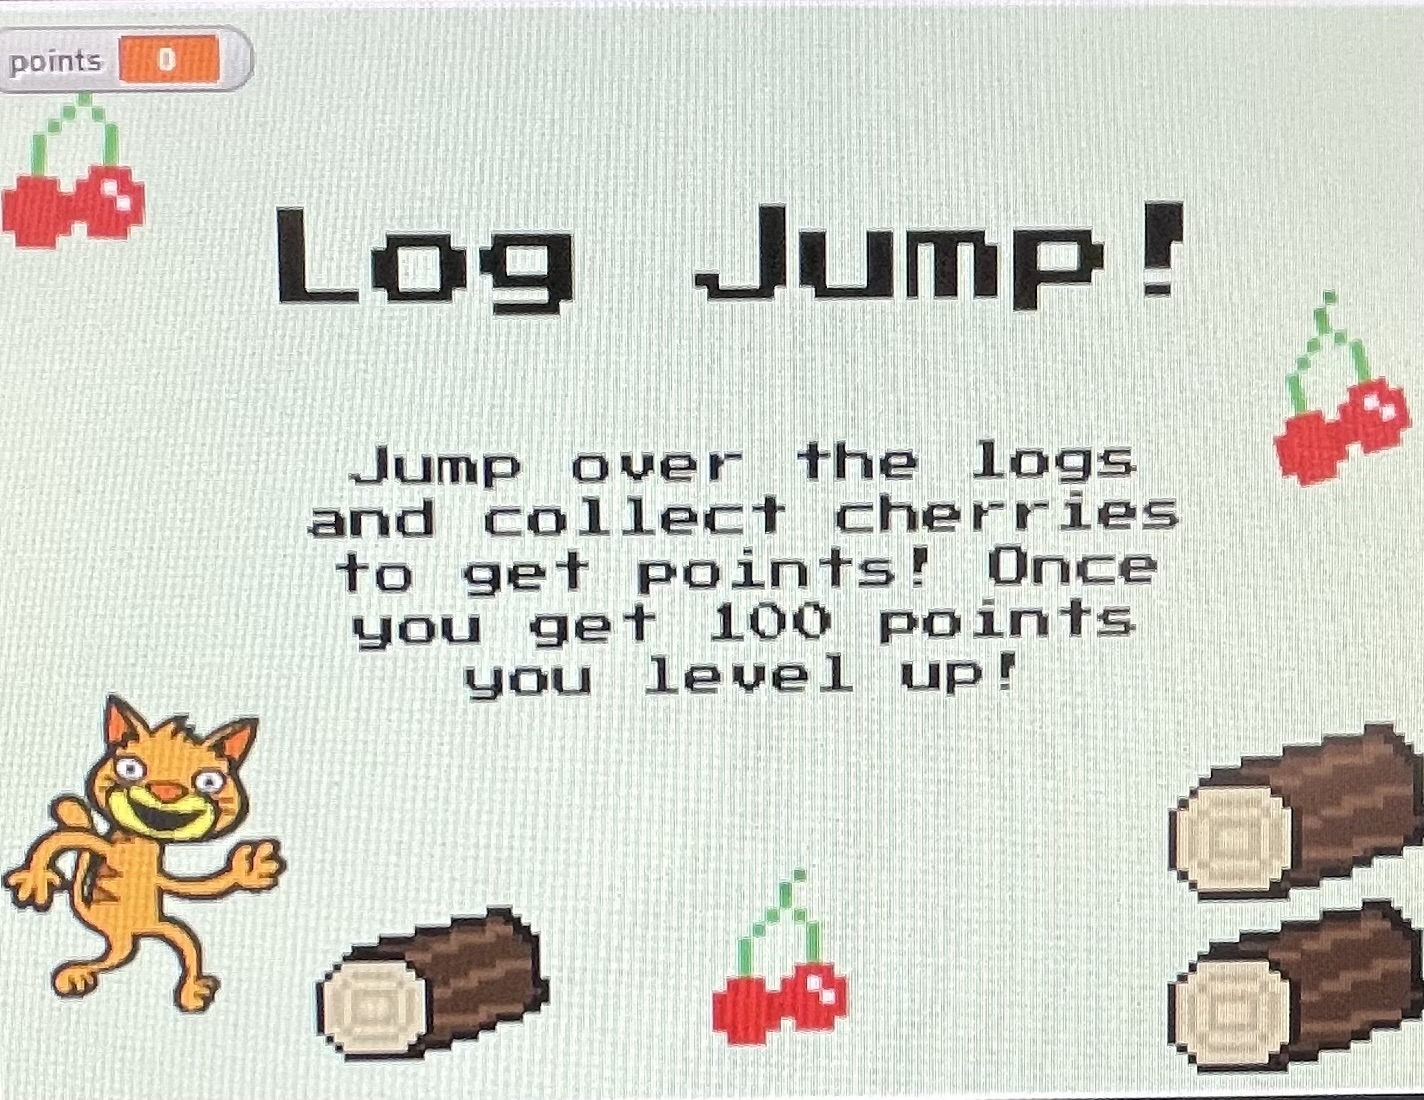 points 0
Log Jump!
Jump over the logs
and collect cherries
to get points! Once
you get 100 points
you level up!